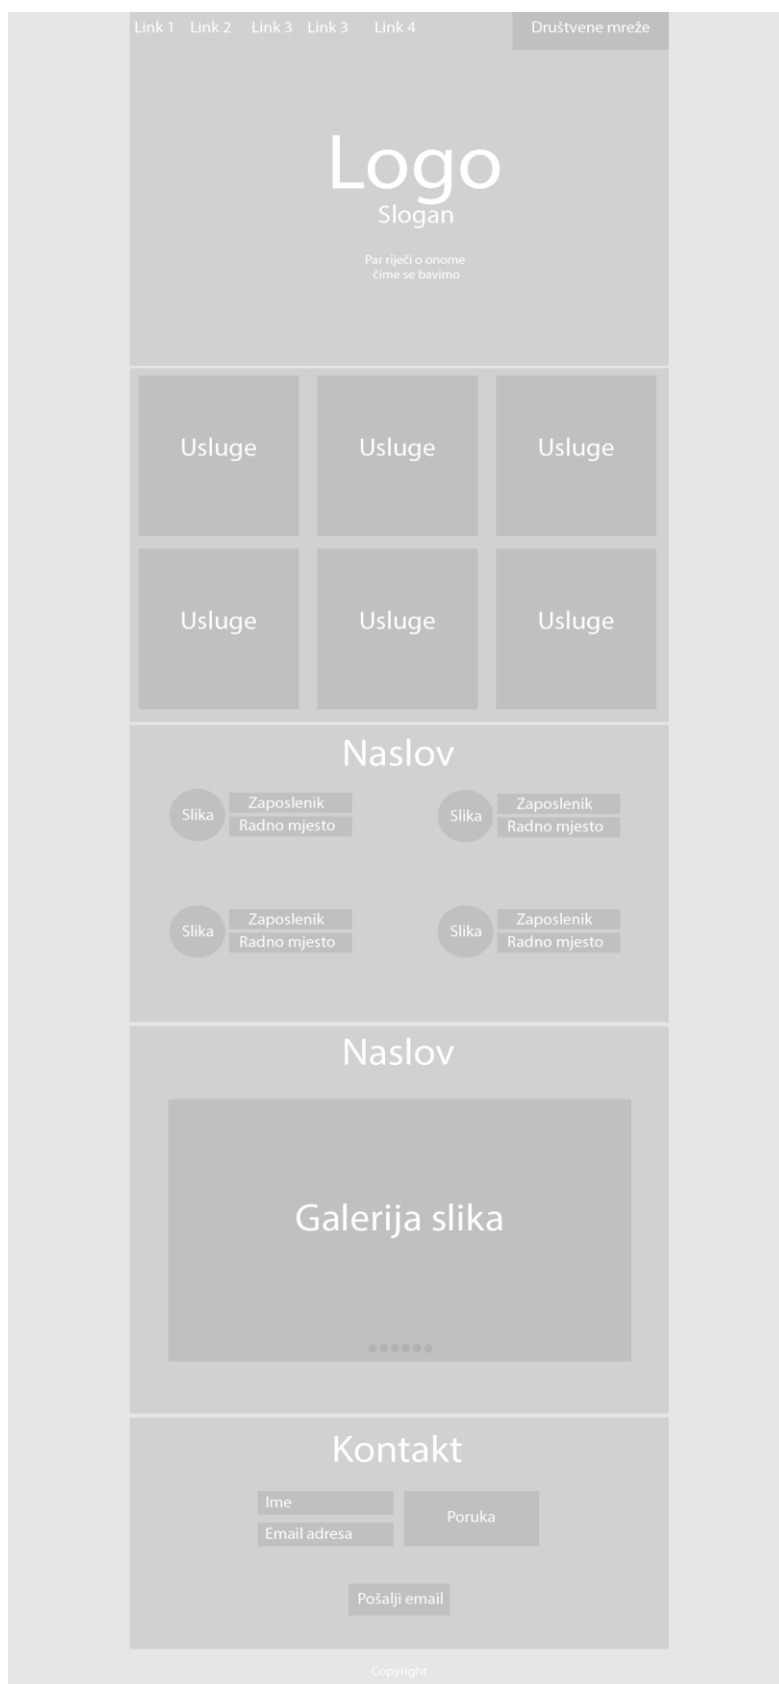 Link 1 Link 2 Link 3 Link 3 Link 4 Društvene mreže
Logo
Slogan
Par riječi o onome
čime se bavimo
Usluge Usluge Usluge
Usluge Usluge Usluge
Naslov
Slika Zaposlenik Radno mjesto
Slika Zaposlenik Radno mjesto
Slika Zaposlenik Radno mjesto
Slika Zaposlenik Radno mjesto
Naslov
Galerija slika
Kontakt
Ime
Email adresa
Poruka
Pošalji email
Copyright